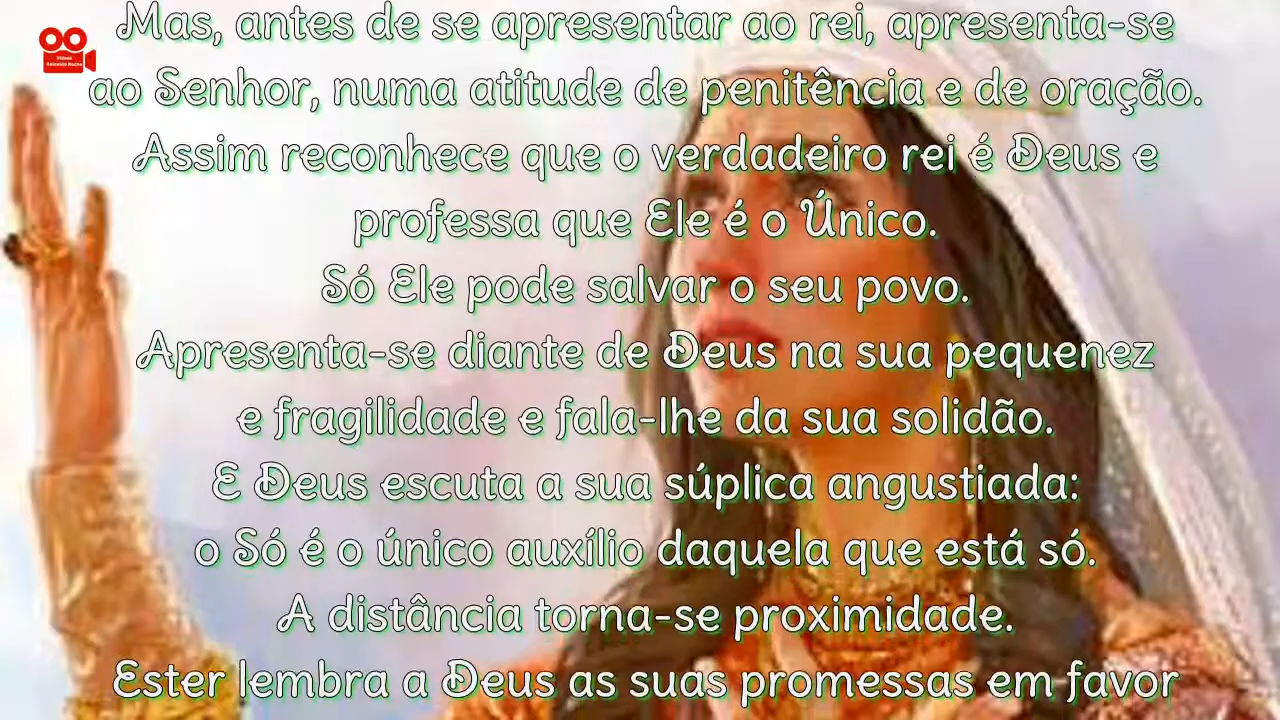 Mas, antes de se apresentar ao rei, apresenta-se
ao Senhor, numa atitude de penitência e de oração.
Assim reconhece que o verdadeiro rei é Deus e
professa que Ele é o Único.
Só Ele pode salvar o seu povo.
Apresenta-se diante de Deus na sua pequenez
e fragilidade e fala-lhe da sua solidão.
E Deus escuta a sua súplica angustiada:
o Só é o único auxílio daquela que está só.
A distância torna-se proximidade.
Ester lembra a Deus as suas promessas em favor
Vídeos
Reinaldo Rocha